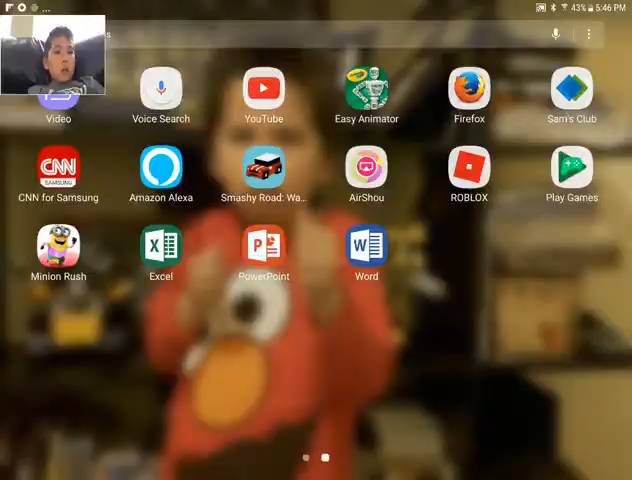 ... 43% 5:46 PM
s
Video Voice Search YouTube Easy Animator Firefox Sam's Club
CNN
SAMSUNG
CNN for Samsung Amazon Alexa Smashy Road: Wa... AirShou ROBLOX Play Games
Minion Rush Excel PowerPoint Word